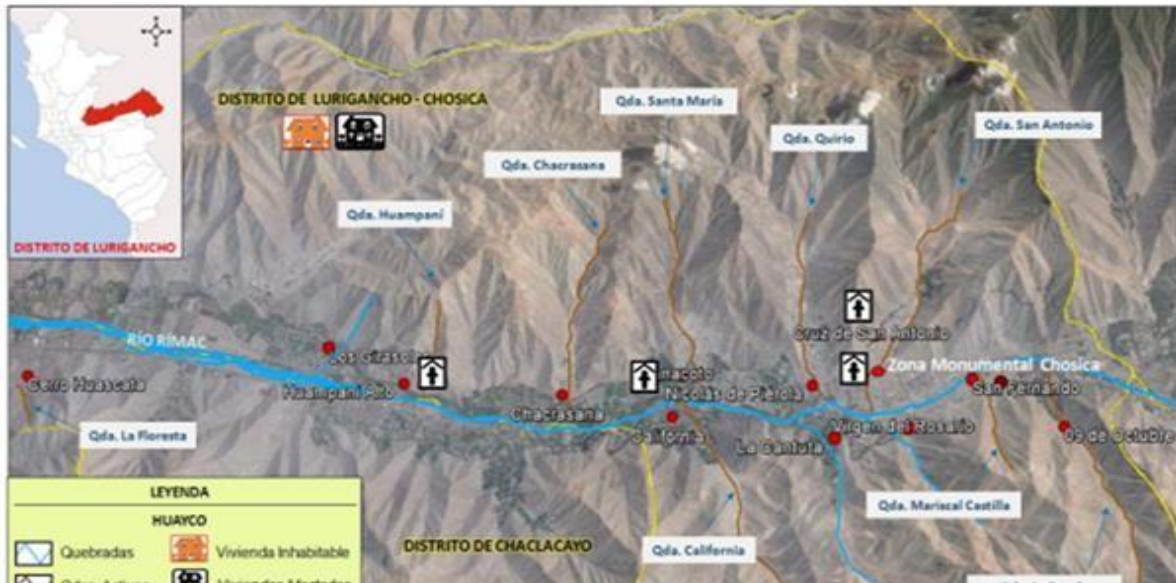 DISTRITO DE LURIGANCHO - CHOSICA
Qda. Santa María
Qda. Quirio
Qda. San Antonio
Qda. Chacrasana
Qda. Huampaní
DISTRITO DE LURIGANCHO
RÍO RÍMAC
Cruz de San Antonio
Los Girasol
Zona Monumental Chosica
Cerro Huascata
Huampaní Alto
San Fernando
Nicolás de Piérola
Chacrasana
California
Virgen del Rosario
09 de Octubre
La Cantuta
Qda. La Floresta
Qda. Mariscal Castilla
Qda. California
DISTRITO DE CHACLACAYO
LEYENDA
HUAYCO
Quebradas
Vivienda Inhabitable